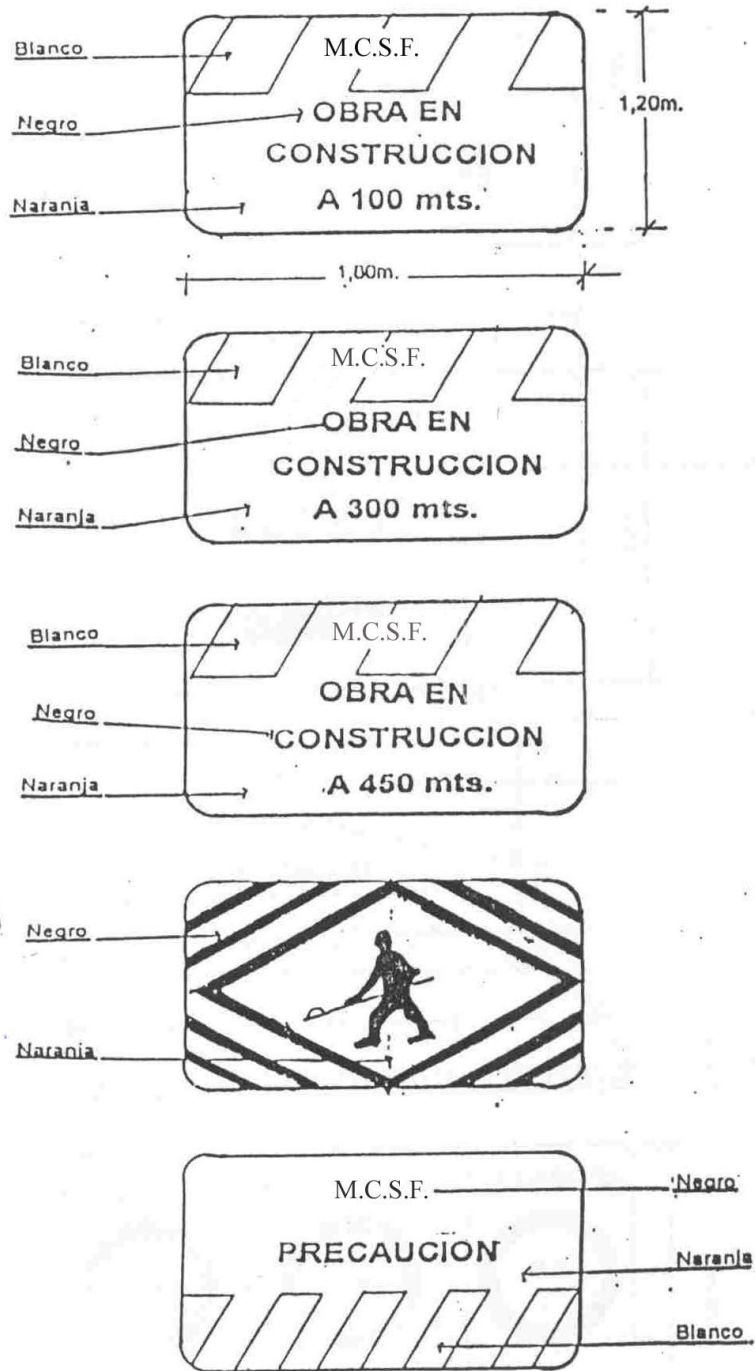 Blanco
M.C.S.F.
Negro
OBRA EN
CONSTRUCCION
Naranja
A 100 mts.
1,20m.
1,00m.
Blanco
M.C.S.F.
Negro
OBRA EN
CONSTRUCCION
Naranja
A 300 mts.
Blanco
M.C.S.F.
Negro
OBRA EN
CONSTRUCCION
Naranja
A 450 mts.
Negro
Naranja
M.C.S.F.
Negro
PRECAUCION
Naranja
Blanco